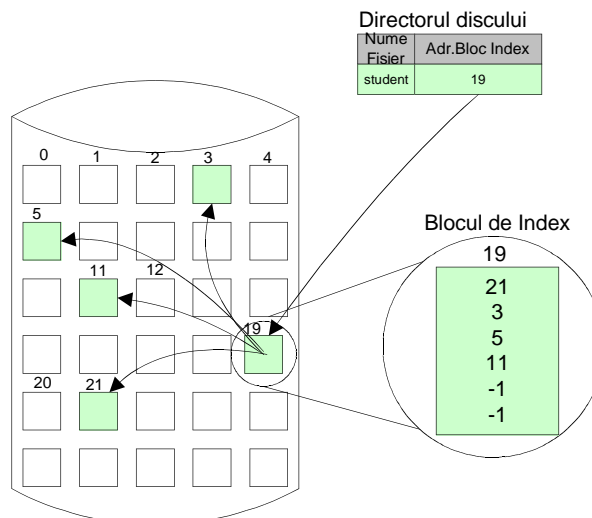 Directorul discului
Nume Fisier
Adr.Bloc Index
student
19
0 1 2 3 4
5
11 12
19
20 21
Blocul de Index
19
21
3
5
11
-1
-1